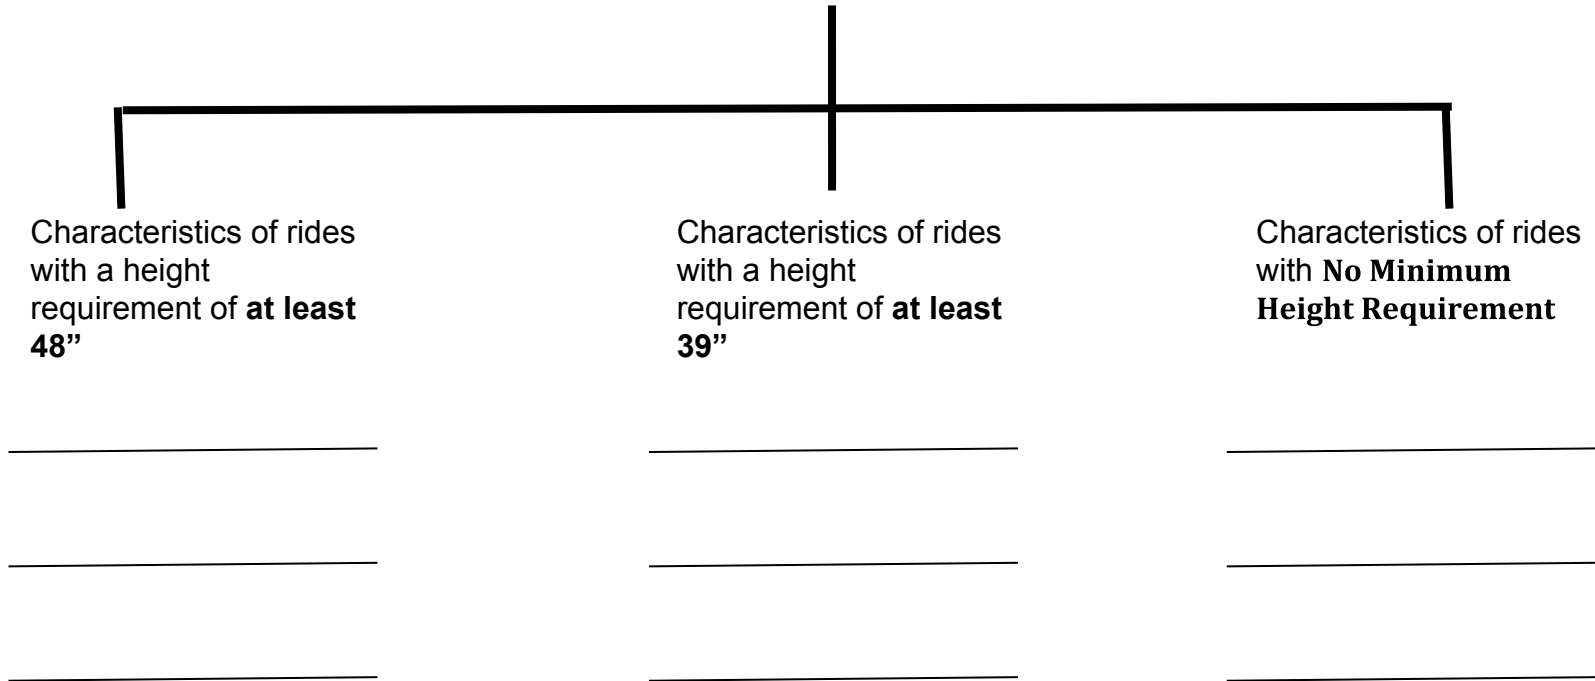 Characteristics of rides
with a height
requirement of at least
48”
Characteristics of rides
with a height
requirement of at least
39”
Characteristics of rides
with No Minimum
Height Requirement